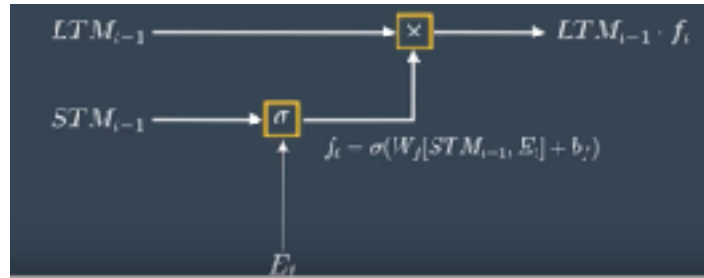 LTM_{t-1} × LTM_{t-1} · f_t
STM_{t-1} σ
f_t = σ(W_f[STM_{t-1}, E_t] + b_f)
E_t